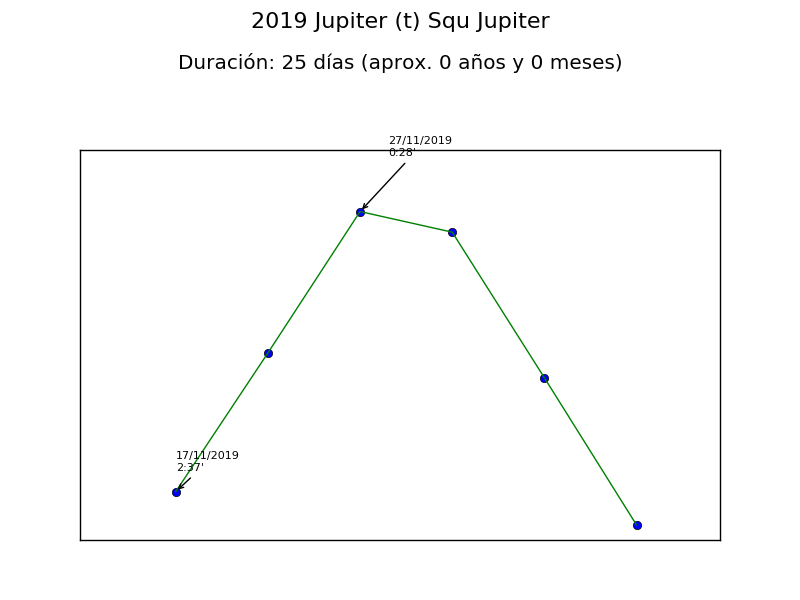 2019 Jupiter (t) Squ Jupiter
Duración: 25 días (aprox. 0 años y 0 meses)
27/11/2019
0:28'
17/11/2019
2:37'